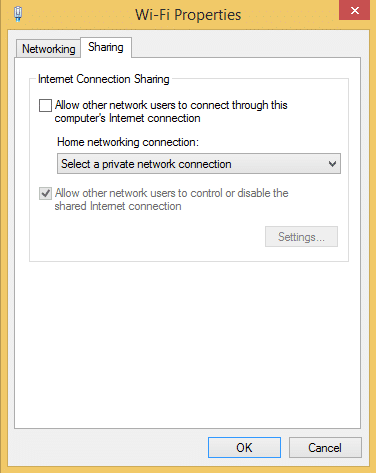 Wi-Fi Properties
Networking
Sharing
Internet Connection Sharing
Allow other network users to connect through this
computer's Internet connection
Home networking connection:
Select a private network connection
Allow other network users to control or disable the
shared Internet connection
Settings...
OK
Cancel